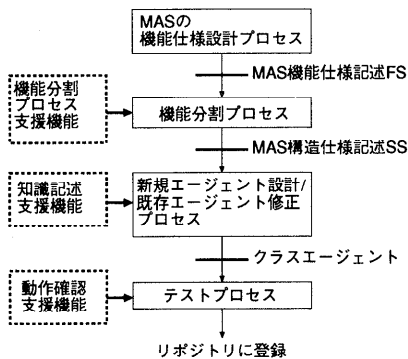 MASの
機能仕様設計プロセス
MAS機能仕様記述FS
機能分割
プロセス
支援機能
機能分割プロセス
MAS構造仕様記述SS
知識記述
支援機能
新規エージェント設計/
既存エージェント修正
プロセス
クラスエージェント
動作確認
支援機能
テストプロセス
リポジトリに登録